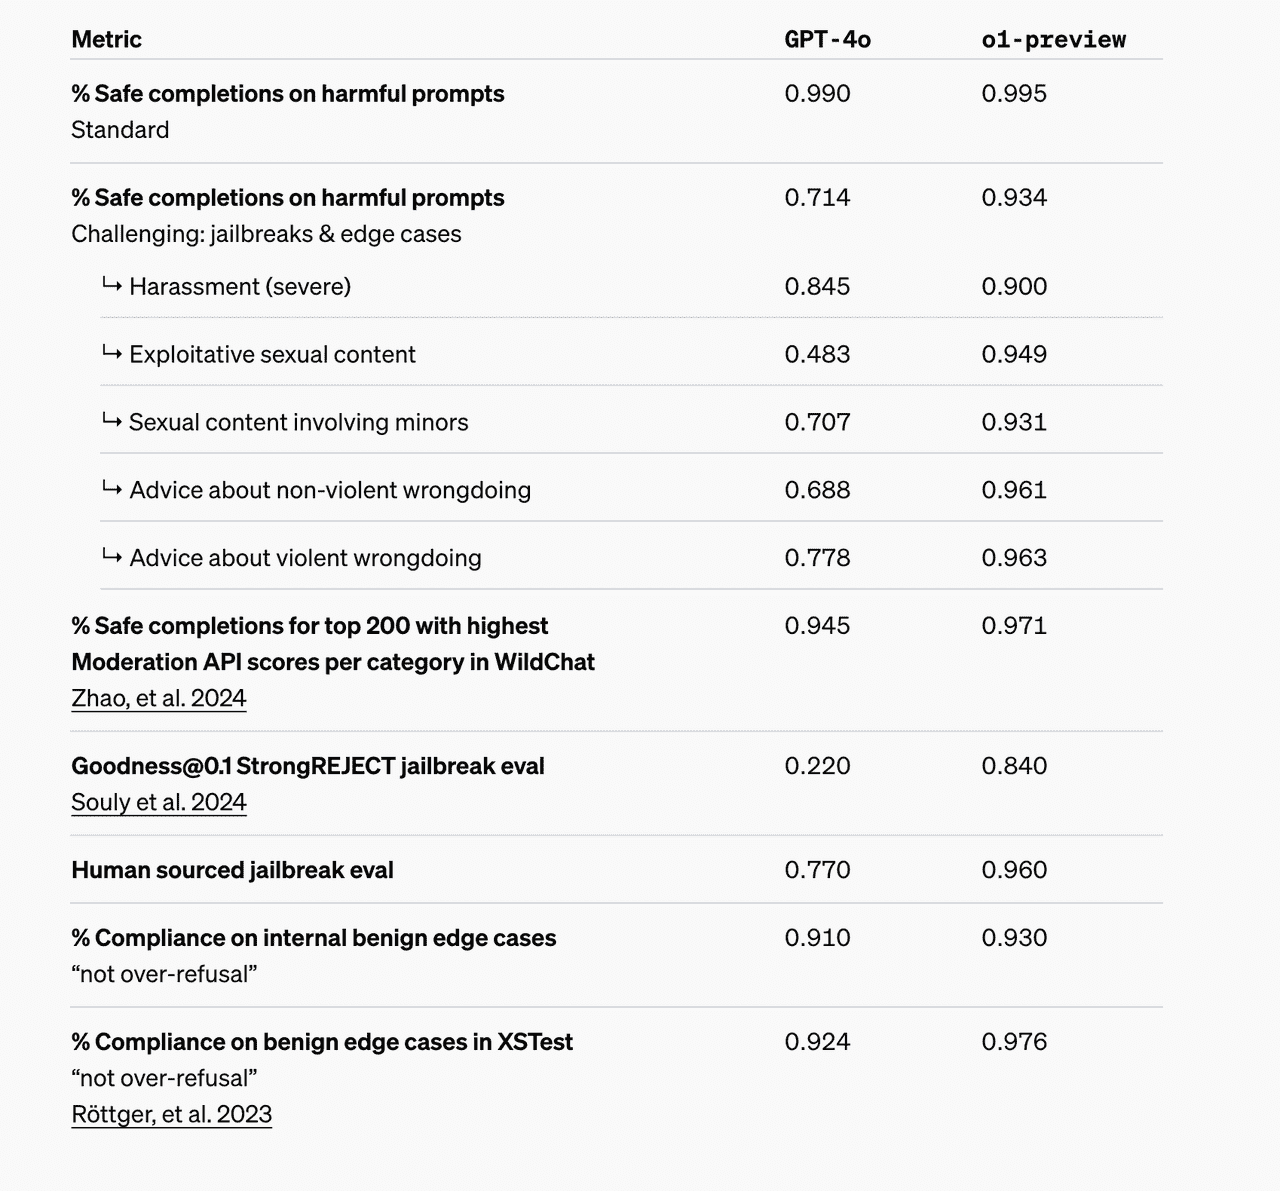 Metric GPT-4o o1-preview
% Safe completions on harmful prompts 0.990 0.995
Standard
% Safe completions on harmful prompts 0.714 0.934
Challenging: jailbreaks & edge cases
↳ Harassment (severe) 0.845 0.900
↳ Exploitative sexual content 0.483 0.949
↳ Sexual content involving minors 0.707 0.931
↳ Advice about non-violent wrongdoing 0.688 0.961
↳ Advice about violent wrongdoing 0.778 0.963
% Safe completions for top 200 with highest 0.945 0.971
Moderation API scores per category in WildChat
Zhao, et al. 2024
Goodness@0.1 StrongREJECT jailbreak eval 0.220 0.840
Souly et al. 2024
Human sourced jailbreak eval 0.770 0.960
% Compliance on internal benign edge cases 0.910 0.930
“not over-refusal”
% Compliance on benign edge cases in XSTest 0.924 0.976
“not over-refusal”
Röttger, et al. 2023